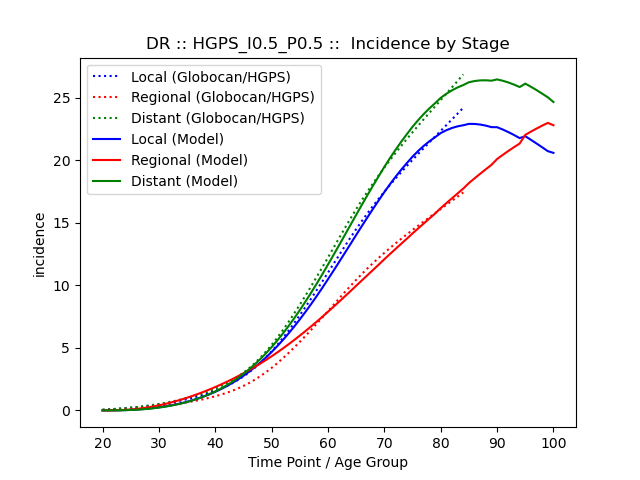 DR :: HGPS_I0.5_P0.5 ::  Incidence by Stage
Local (Globocan/HGPS)
Regional (Globocan/HGPS)
Distant (Globocan/HGPS)
Local (Model)
Regional (Model)
Distant (Model)
incidence
25
20
15
10
5
0
20 30 40 50 60 70 80 90 100
Time Point / Age Group